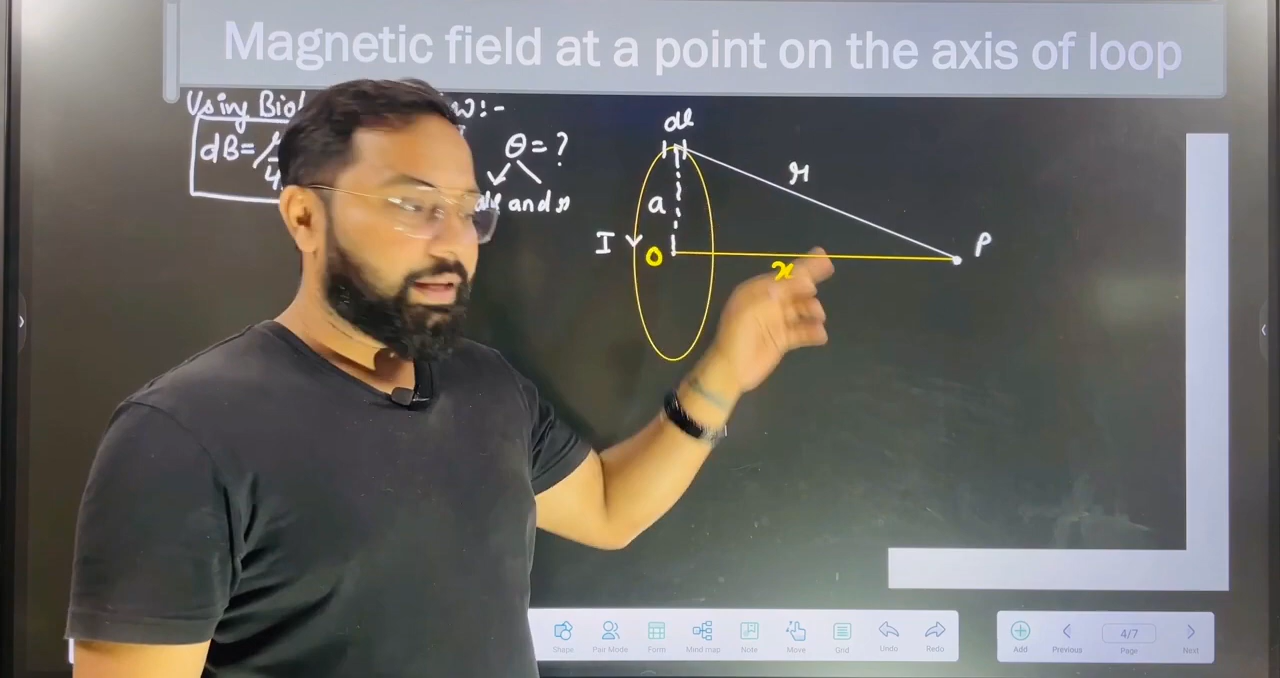 Magnetic field at a point on the axis of loop
Using Biot w:-
dB=
θ = ?
and r
dl
r
a
I
O
x
P
Shape Pair Mode Form Mind map Note Move Grid Undo Redo
Add Previous 4/7 Page Next